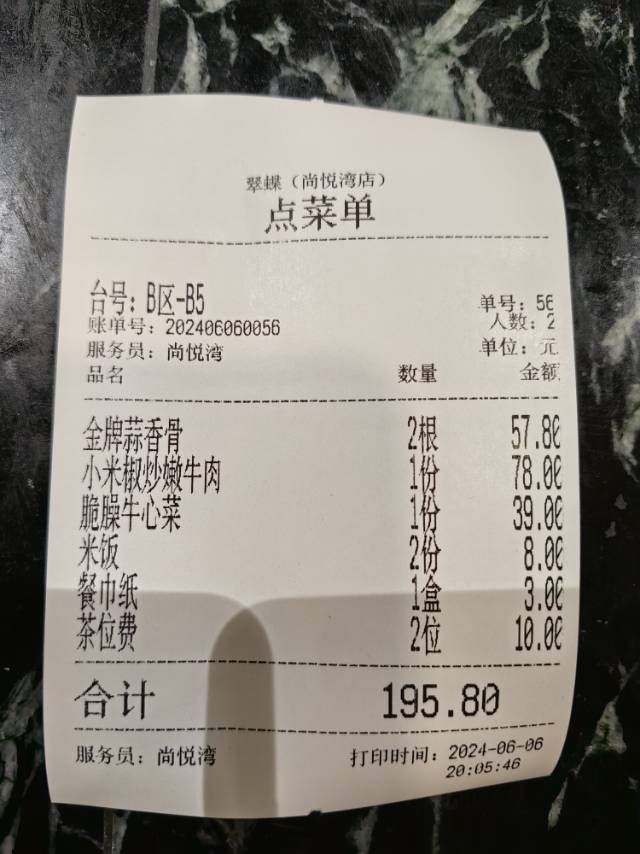 翠蝶（尚悦湾店）
点菜单
台号：B区-B5
单号：56
账单号：202406060056
人数：2
服务员：尚悦湾
单位：元
品名 数量 金额
金牌蒜香骨 2根 57.80
小米椒炒嫩牛肉 1份 78.00
脆臊牛心菜 1份 39.00
米饭 2份 8.00
餐巾纸 1盒 3.00
茶位费 2位 10.00
合计 195.80
服务员：尚悦湾 打印时间：2024-06-06
20:05:46